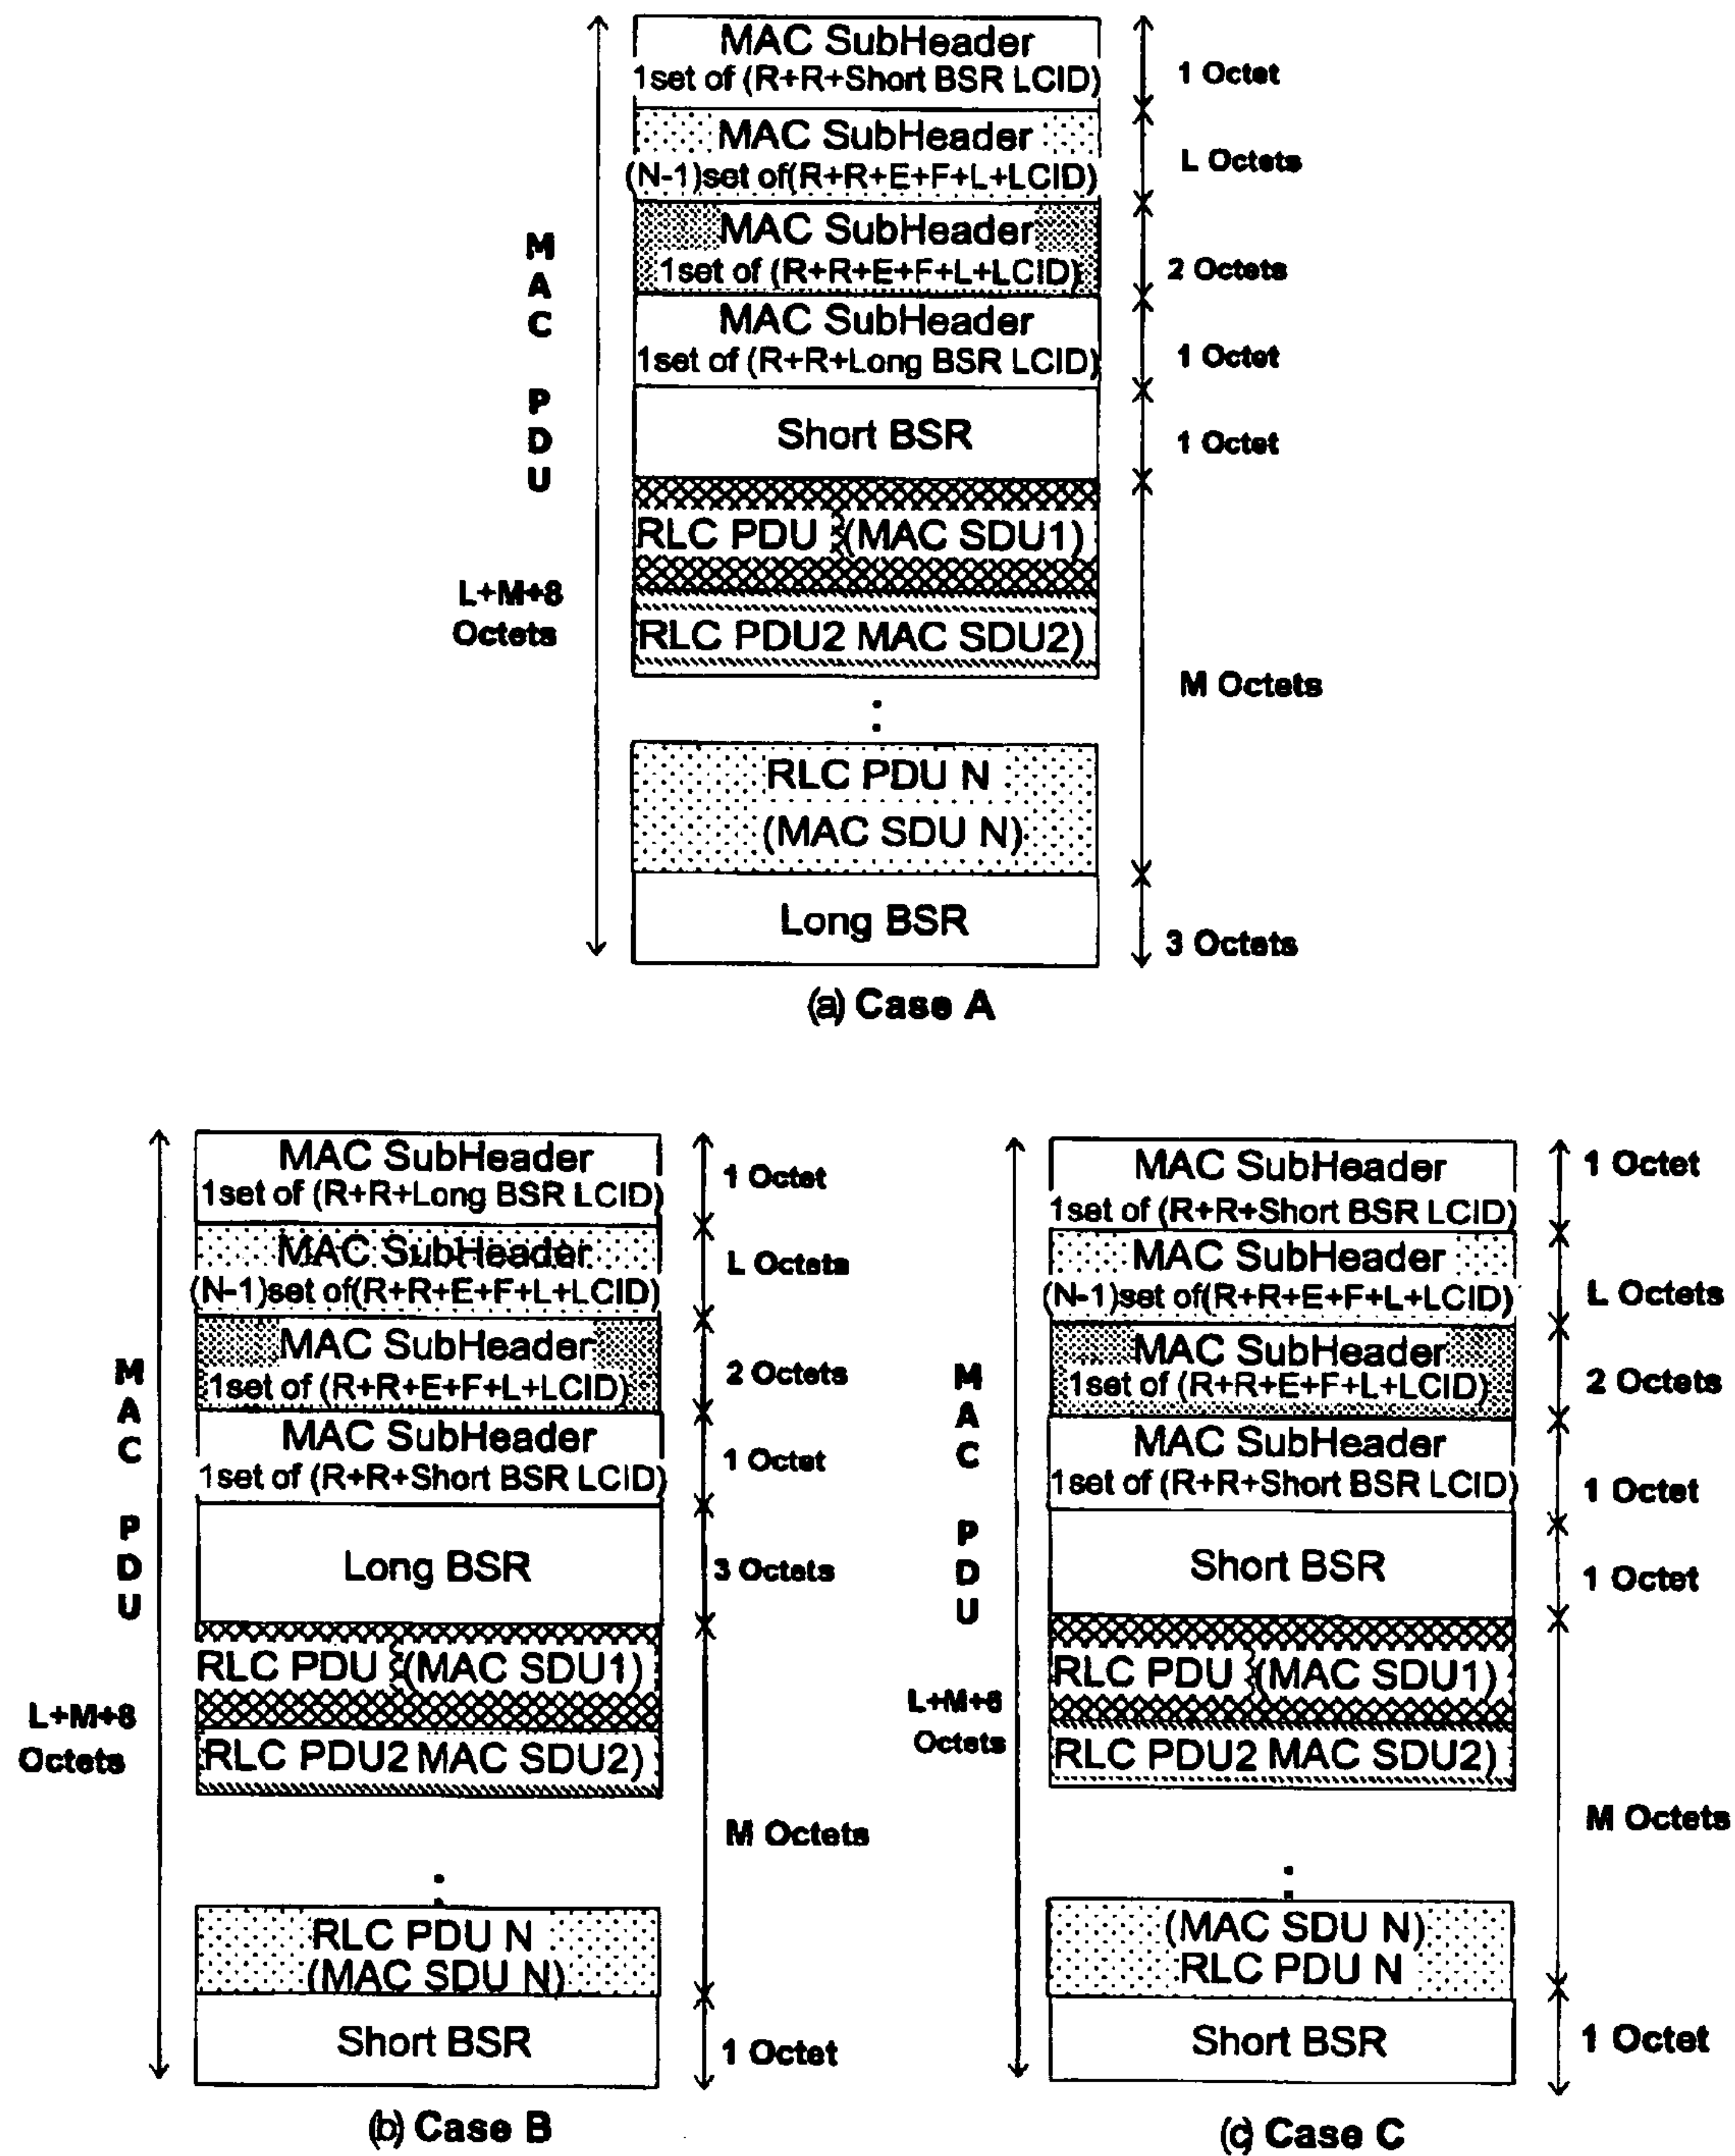 MAC SubHeader
1set of (R+R+Short BSR LCID)
1 Octet
MAC SubHeader
(N-1)set of(R+R+E+F+L+LCID)
L Octets
MAC SubHeader
1set of (R+R+E+F+L+LCID)
2 Octets
MAC SubHeader
1set of (R+R+Long BSR LCID)
1 Octet
MAC PDU
Short BSR
1 Octet
RLC PDU (MAC SDU1)
L+M+8
Octets
RLC PDU2 MAC SDU2)
M Octets
:
RLC PDU N
(MAC SDU N)
Long BSR
3 Octets
(a) Case A
MAC SubHeader
1set of (R+R+Long BSR LCID)
1 Octet
MAC SubHeader
(N-1)set of(R+R+E+F+L+LCID)
L Octets
MAC SubHeader
1set of (R+R+E+F+L+LCID)
2 Octets
MAC SubHeader
1set of (R+R+Short BSR LCID)
1 Octet
MAC PDU
Long BSR
3 Octets
RLC PDU (MAC SDU1)
L+M+8
Octets
RLC PDU2 MAC SDU2)
M Octets
:
RLC PDU N
(MAC SDU N)
Short BSR
1 Octet
(b) Case B
MAC SubHeader
1set of (R+R+Short BSR LCID)
1 Octet
MAC SubHeader
(N-1)set of(R+R+E+F+L+LCID)
L Octets
MAC SubHeader
1set of (R+R+E+F+L+LCID)
2 Octets
MAC SubHeader
1set of (R+R+Short BSR LCID)
1 Octet
MAC PDU
Short BSR
1 Octet
RLC PDU (MAC SDU1)
L+M+6
Octets
RLC PDU2 MAC SDU2)
M Octets
:
(MAC SDU N)
RLC PDU N
Short BSR
1 Octet
(c) Case C